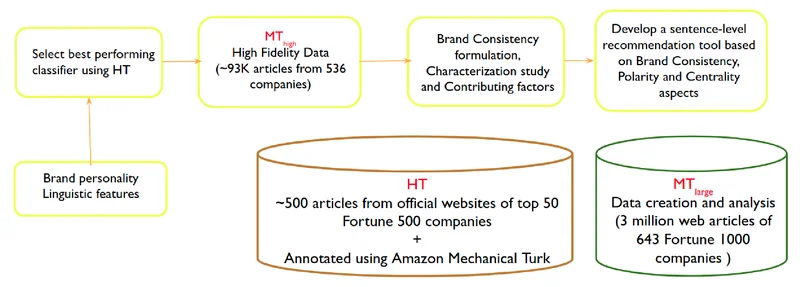 Select best performing
classifier using HT
MT high
High Fidelity Data
(~93K articles from 536
companies)
Brand Consistency
formulation,
Characterization study
and Contributing factors
Develop a sentence-level
recommendation tool based
on Brand Consistency,
Polarity and Centrality
aspects
Brand personality
Linguistic features
HT
~500 articles from official websites of top 50
Fortune 500 companies
+
Annotated using Amazon Mechanical Turk
MT large
Data creation and analysis
(3 million web articles of
643 Fortune 1000
companies )